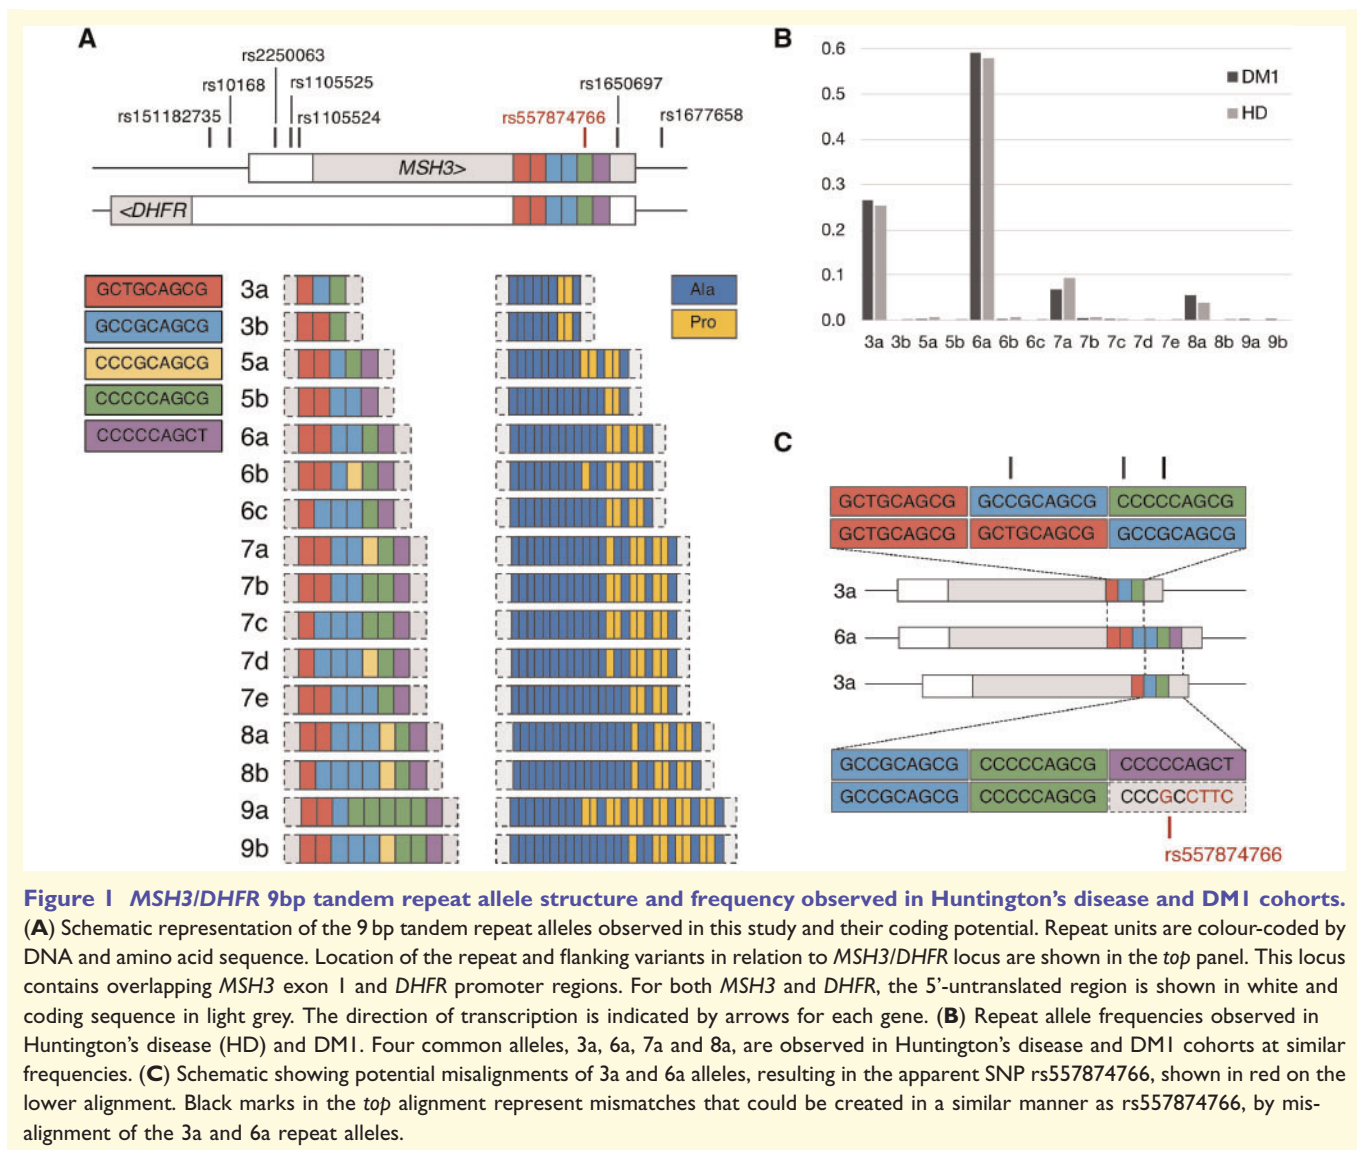 A
rs2250063
rs10168
rs1105525
rs151182735
rs1105524
rs557874766
rs1650697
rs1677658
MSH3>
<DHFR
GCTGCAGCG
GCCGCAGCG
CCCGCAGCG
CCCCCAGCG
CCCCCAGCT
3a
3b
5a
5b
6a
6b
6c
7a
7b
7c
7d
7e
8a
8b
9a
9b
Ala
Pro
B
0.6
0.5
0.4
0.3
0.2
0.1
0.0
DM1
HD
3a 3b 5a 5b 6a 6b 6c 7a 7b 7c 7d 7e 8a 8b 9a 9b
C
GCTGCAGCG GCCGCAGCG CCCCCAGCG
GCTGCAGCG GCTGCAGCG GCCGCAGCG
3a
6a
3a
GCCGCAGCG CCCCCAGCG CCCCCAGCT
GCCGCAGCG CCCCCAGCG CCCGCCTTC
rs557874766
Figure 1 MSH3/DHFR 9bp tandem repeat allele structure and frequency observed in Huntington's disease and DM1 cohorts.
(A) Schematic representation of the 9 bp tandem repeat alleles observed in this study and their coding potential. Repeat units are colour-coded by
DNA and amino acid sequence. Location of the repeat and flanking variants in relation to MSH3/DHFR locus are shown in the top panel. This locus
contains overlapping MSH3 exon 1 and DHFR promoter regions. For both MSH3 and DHFR, the 5'-untranslated region is shown in white and
coding sequence in light grey. The direction of transcription is indicated by arrows for each gene. (B) Repeat allele frequencies observed in
Huntington's disease (HD) and DM1. Four common alleles, 3a, 6a, 7a and 8a, are observed in Huntington's disease and DM1 cohorts at similar
frequencies. (C) Schematic showing potential misalignments of 3a and 6a alleles, resulting in the apparent SNP rs557874766, shown in red on the
lower alignment. Black marks in the top alignment represent mismatches that could be created in a similar manner as rs557874766, by mis-
alignment of the 3a and 6a repeat alleles.